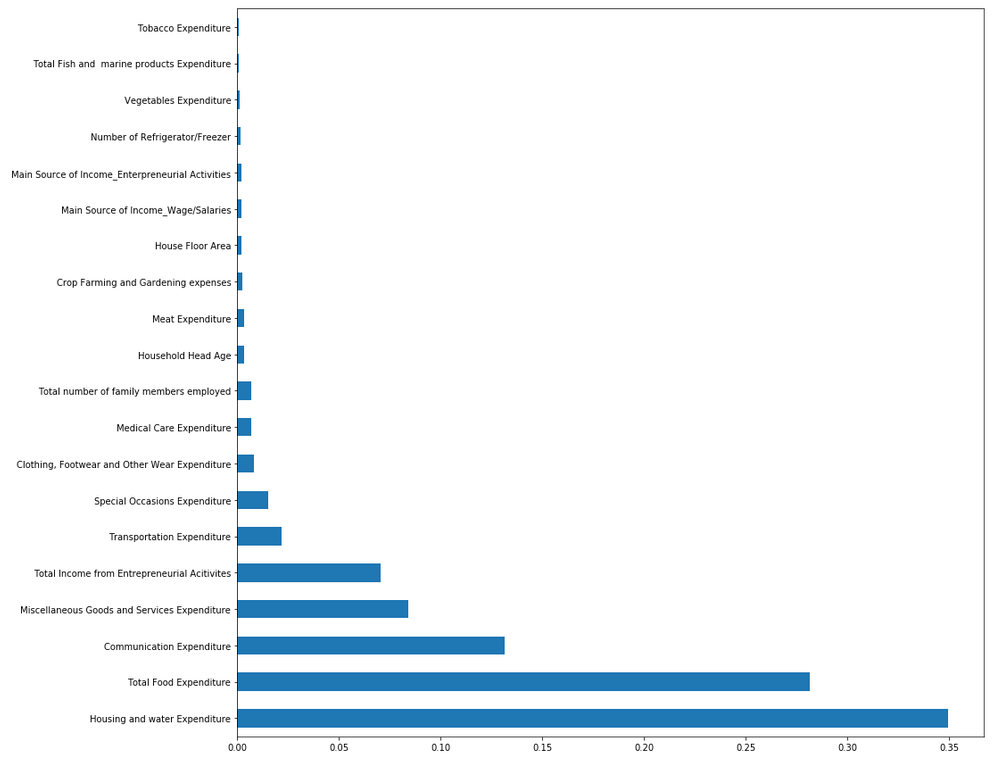 Tobacco Expenditure
Total Fish and  marine products Expenditure
Vegetables Expenditure
Number of Refrigerator/Freezer
Main Source of Income_Enterpreneurial Activities
Main Source of Income_Wage/Salaries
House Floor Area
Crop Farming and Gardening expenses
Meat Expenditure
Household Head Age
Total number of family members employed
Medical Care Expenditure
Clothing, Footwear and Other Wear Expenditure
Special Occasions Expenditure
Transportation Expenditure
Total Income from Entrepreneurial Acitivites
Miscellaneous Goods and Services Expenditure
Communication Expenditure
Total Food Expenditure
Housing and water Expenditure
0.00 0.05 0.10 0.15 0.20 0.25 0.30 0.35